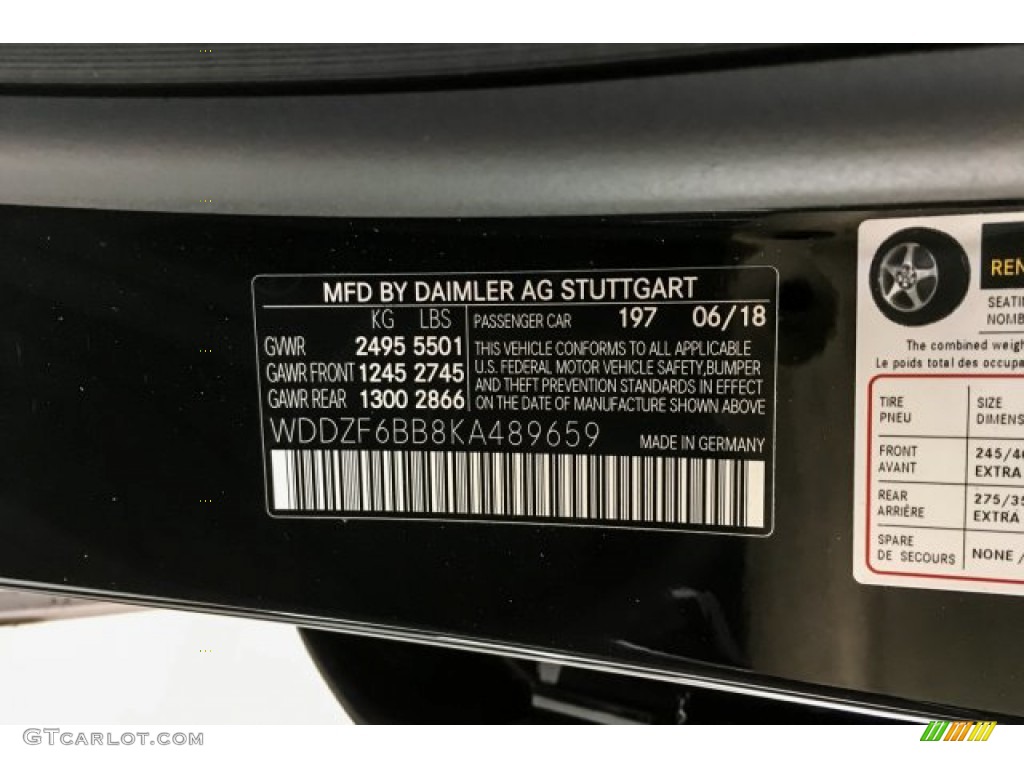 MFD BY DAIMLER AG STUTTGART
KG LBS PASSENGER CAR 197 06/18
GVWR 2495 5501
GAWR FRONT 1245 2745
GAWR REAR 1300 2866
THIS VEHICLE CONFORMS TO ALL APPLICABLE
U.S. FEDERAL MOTOR VEHICLE SAFETY,BUMPER
AND THEFT PREVENTION STANDARDS IN EFFECT
ON THE DATE OF MANUFACTURE SHOWN ABOVE
WDDZF6BB8KA489659 MADE IN GERMANY
REN
SEATI
NOMB
The combined weigh
Le poids total des occupa
TIRE SIZE
PNEU DIMENS
FRONT 245/4
AVANT EXTRA
REAR 275/35
ARRIÈRE EXTRA
SPARE NONE /
DE SECOURS
GTcarlot.com